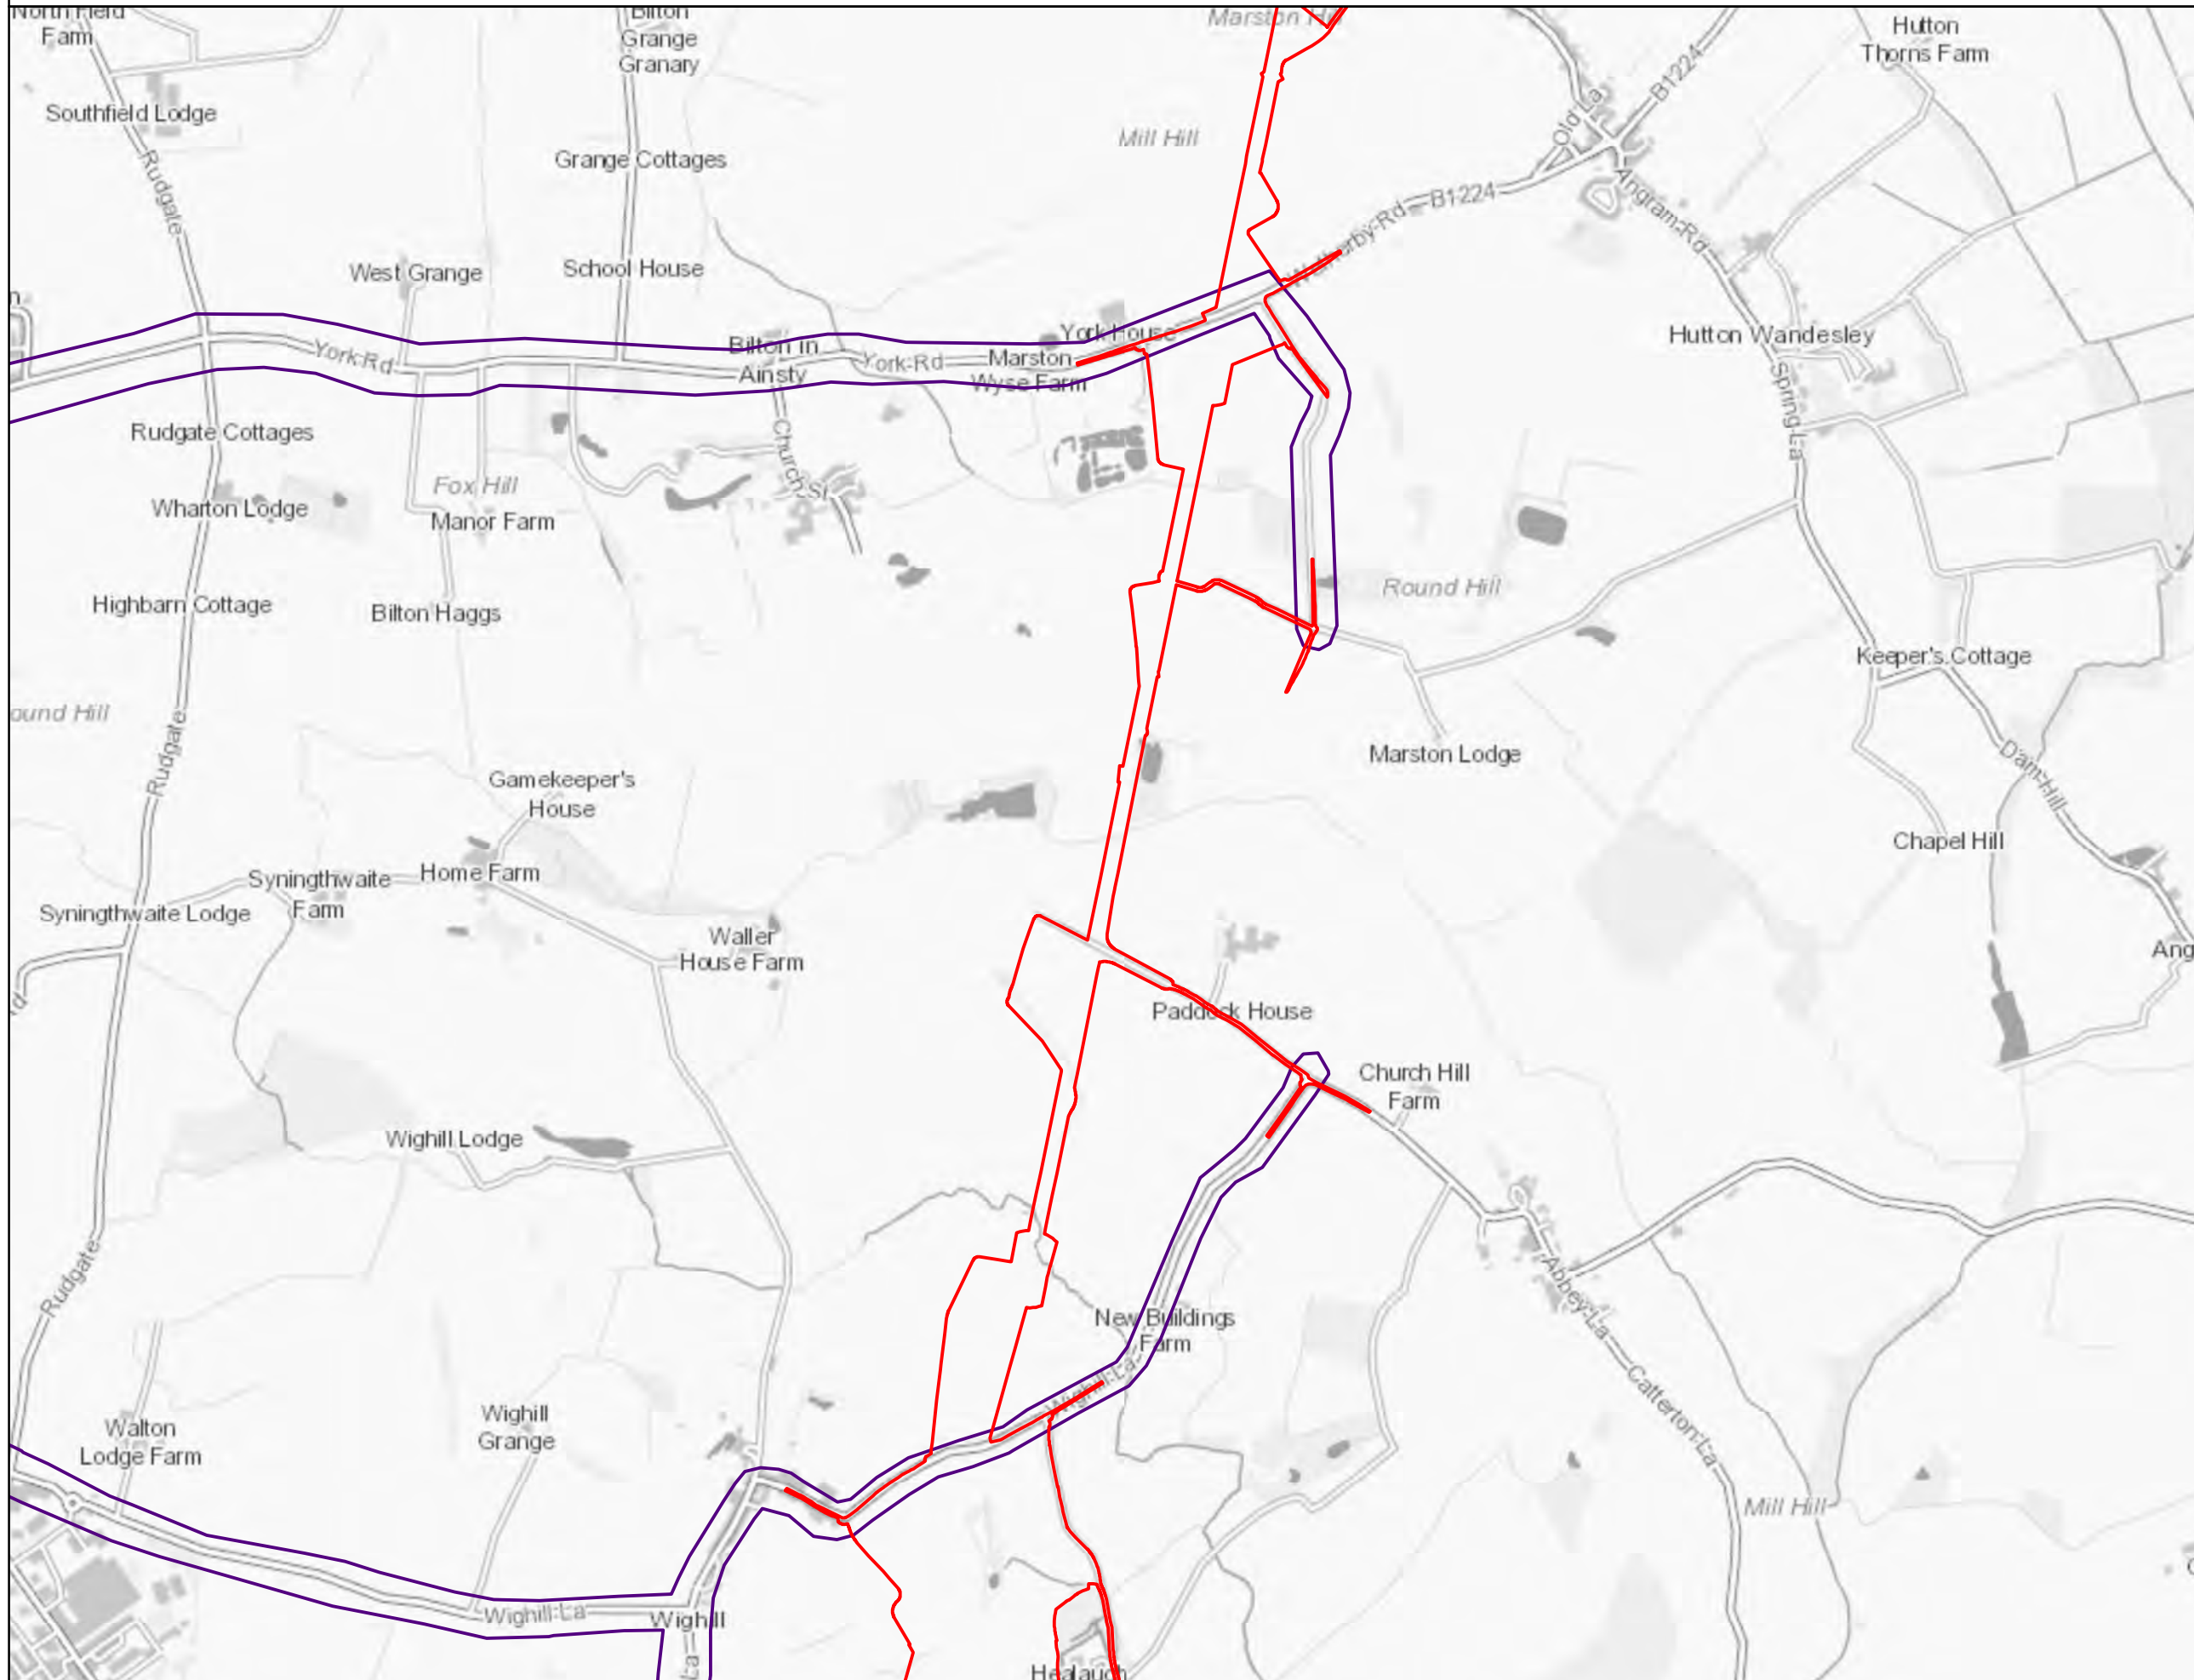 North Field
Farm
Bilton
Grange
Granary
Marston Hill
Hutton
Thorns Farm
Southfield Lodge
B1224
Old La
Mill Hill
Rudgate
Grange Cottages
Angram Rd
B1224
Wetherby Rd
West Grange
School House
York House
Hutton Wandesley
Bilton in
Ainsty
York Rd
York Rd
Marston
Wyse Farm
Spring La
Rudgate Cottages
Church St
Fox Hill
Manor Farm
Wharton Lodge
Round Hill
Highbarn Cottage
Bilton Haggs
Keeper's Cottage
ound Hill
Rudgate
Marston Lodge
Dam Hill
Gamekeeper's
House
Chapel Hill
Syningthwaite
Farm
Home Farm
Syningthwaite Lodge
Waller
House Farm
Ang
Paddock House
Church Hill
Farm
Wighill Lodge
Rudgate
Abbey La
New Buildings
Farm
Wighill La
Catterton La
Walton
Lodge Farm
Wighill
Grange
Mill Hill
Wighill La
Wighill
La
Healaugh